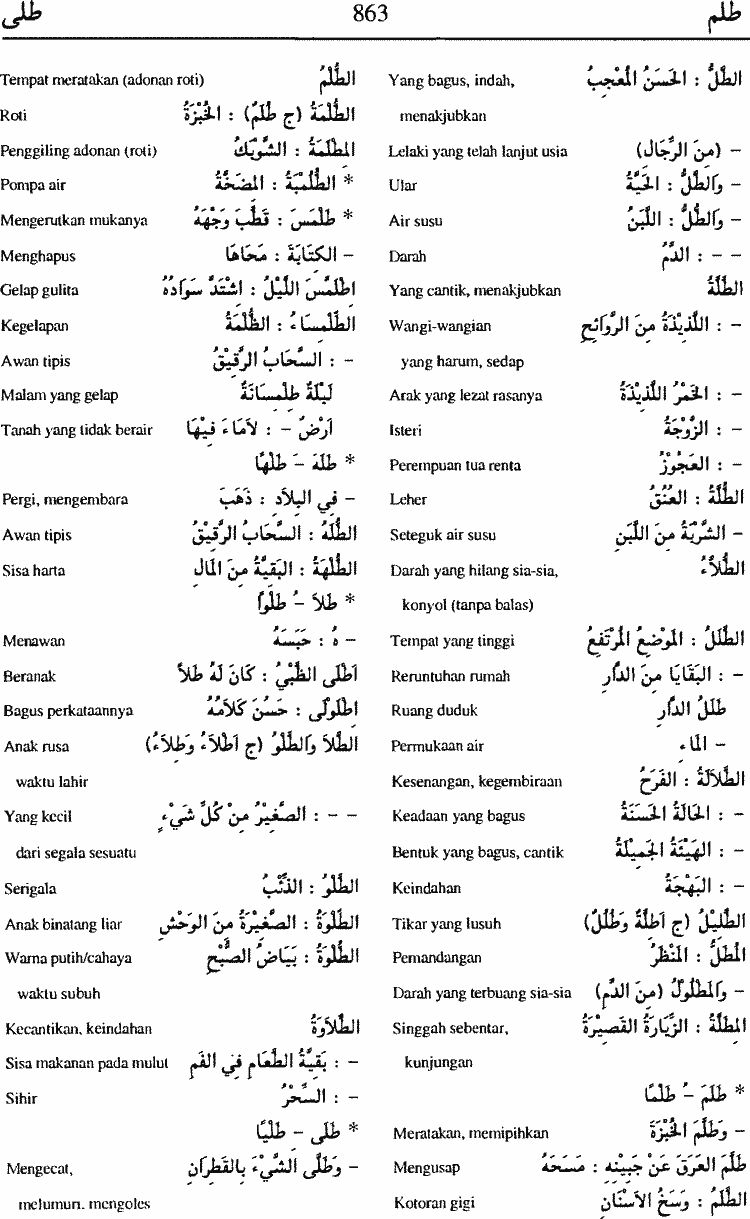 طلم 863 طلى
الطَّلُّ : الحَسَنُ المُعْجِبُ Yang bagus, indah,
menakjubkan
– (مِنَ الرِّجَالِ) Lelaki yang telah lanjut usia
– وَالطَّلُّ : الحَيَّةُ Ular
– وَالطُّلُّ : اللَّبَنُ Air susu
– – : الدَّمُ Darah
الطَّلَّةُ Yang cantik, menakjubkan
– : اللَّذِيْذَةُ مِنَ الرَّوَائِحِ Wangi-wangian
yang harum, sedap
– : الخَمْرُ اللَّذِيْذَةُ Arak yang lezat rasanya
– : الزَّوْجَةُ Isteri
– : العَجُوْزُ Perempuan tua renta
الطُّلَّةُ : العُنُقُ Leher
– الشَّرْبَةُ مِنَ اللَّبَنِ Seteguk air susu
الطُّلاَّءُ Darah yang hilang sia-sia,
konyol (tanpa balas)
الطَّلَلُ : المَوْضِعُ المُرْتَفِعُ Tempat yang tinggi
– : البَقَايَا مِنَ الدَّارِ Reruntuhan rumah
طَلَلُ الدَّارِ Ruang duduk
– المَاءِ Permukaan air
الطَّلاَلَةُ : الفَرَحُ Kesenangan, kegembiraan
– : الحَالَةُ الحَسَنَةُ Keadaan yang bagus
– : الهَيْئَةُ الجَمِيْلَةُ Bentuk yang bagus, cantik
– : البَهْجَةُ Keindahan
الطَّلِيْلُ (ج اَطِلَّةٌ وَطُلُلٌ) Tikar yang lusuh
المُطَلُّ : المَنْظَرُ Pemandangan
– وَالمَطْلُوْلُ (مِنَ الدَّمِ) Darah yang terbuang sia-sia
المِطَلَّةُ : الزِّيَارَةُ القَصِيْرَةُ Singgah sebentar,
kunjungan
* طَلَمَ – ُ طَلْمًا
– وَطَلَّمَ الخُبْزَةَ Meratakan, memipihkan
طَلَّمَ العَرَقَ عَنْ جَبِيْنِهِ : مَسَحَهُ Mengusap
الطَّلَمُ : وَسَخُ الاَسْنَانِ Kotoran gigi
الطُّلَّمُ Tempat meratakan (adonan roti)
الطُّلْمَةُ (ج طُلَمٌ) : الخُبْزَةُ Roti
المِطْلَمَةُ : الشَّوْبَكُ Penggiling adonan (roti)
* الطُّلُمْبَةُ : المِضَخَّةُ Pompa air
* طَلْمَسَ : قَطَّبَ وَجْهَهُ Mengerutkan mukanya
– الكِتَابَةَ : مَحَاهَا Menghapus
اِطْلَمَّسَ اللَّيْلُ : اشْتَدَّ سَوَادُهُ Gelap gulita
الطِّلْمِسَاءُ : الظُّلْمَةُ Kegelapan
– : السَّحَابُ الرَّقِيْقُ Awan tipis
لَيْلَةٌ طِلْمِسَانَةٌ Malam yang gelap
اَرْضٌ – : لاَمَاءَ فِيْهَا Tanah yang tidak berair
* طَلَهَ – َ طَلْهًا
– فِي البِلاَدِ : ذَهَبَ Pergi, mengembara
الطُّلْهُ : السَّحَابُ الرَّقِيْقُ Awan tipis
الطُّلْهَةُ : البَقِيَّةُ مِنَ المَالِ Sisa harta
* طَلاَ – ُ طَلْوًا
– هُ : حَبَسَهُ Menawan
اَطْلَى الظَّبْيُ : كَانَ لَهُ طَلاً Beranak
اِطْلَوْلَى : حَسُنَ كَلاَمُهُ Bagus perkataannya
الطَّلاَ وَالطَّلْوُ (ج اَطْلاَءٌ وَطِلاَءٌ) Anak rusa
waktu lahir
– – : الصَّغِيْرُ مِنْ كُلِّ شَيْءٍ Yang kecil
dari segala sesuatu
الطِّلْوُ : الذِّئْبُ Serigala
الطِّلْوَةُ : الصَّغِيْرَةُ مِنَ الوَحْشِ Anak binatang liar
الطُّلْوَةُ : بَيَاضُ الصُّبْحِ Warna putih/cahaya
waktu subuh
الطَّلاَوَةُ Kecantikan, keindahan
– : بَقِيَّةُ الطَّعَامِ فِي الفَمِ Sisa makanan pada mulut
– : السِّحْرُ Sihir
* طَلَى – طَلْيًا
– وَطَلَّى الشَّيْءَ بِالقَطِرَانِ Mengecat,
melumuri, mengoles